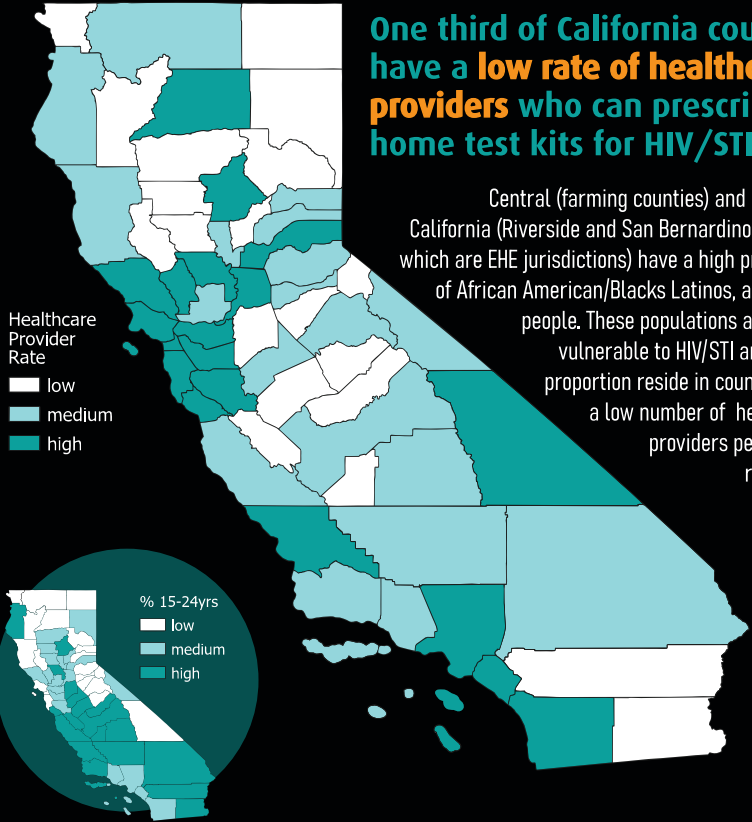 One third of California cou
have a low rate of healthc
providers who can prescri
home test kits for HIV/STI
Central (farming counties) and
California (Riverside and San Bernardino
which are EHE jurisdictions) have a high p
of African American/Blacks Latinos, a
people. These populations a
vulnerable to HIV/STI a
proportion reside in coun
a low number of he
providers pe
r
Healthcare
Provider
Rate
low
medium
high
% 15-24yrs
low
medium
high